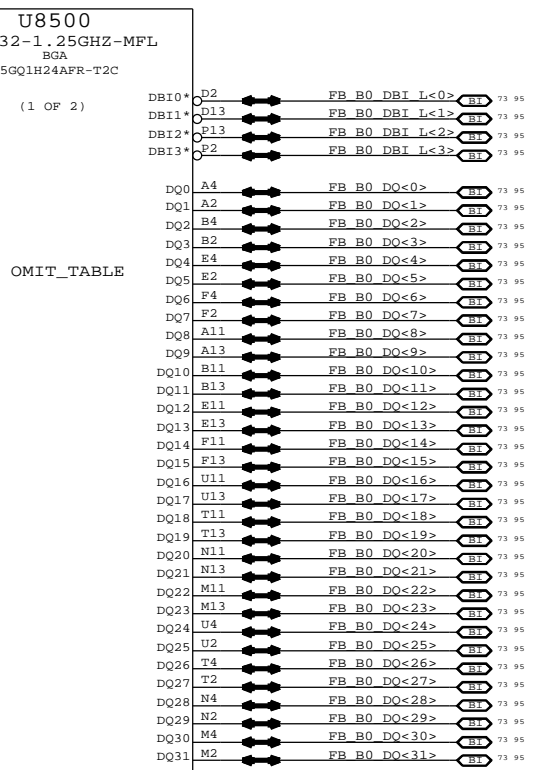 U8500
32-1.25GHZ-MFL
BGA
5GQ1H24AFR-T2C
(1 OF 2)
OMIT_TABLE
DBI0* D2 FB_B0_DBI_L<0> BI 73 95
DBI1* D13 FB_B0_DBI_L<1> BI 73 95
DBI2* P13 FB_B0_DBI_L<2> BI 73 95
DBI3* P2 FB_B0_DBI_L<3> BI 73 95
DQ0 A4 FB_B0_DQ<0> BI 73 95
DQ1 A2 FB_B0_DQ<1> BI 73 95
DQ2 B4 FB_B0_DQ<2> BI 73 95
DQ3 B2 FB_B0_DQ<3> BI 73 95
DQ4 E4 FB_B0_DQ<4> BI 73 95
DQ5 E2 FB_B0_DQ<5> BI 73 95
DQ6 F4 FB_B0_DQ<6> BI 73 95
DQ7 F2 FB_B0_DQ<7> BI 73 95
DQ8 A11 FB_B0_DQ<8> BI 73 95
DQ9 A13 FB_B0_DQ<9> BI 73 95
DQ10 B11 FB_B0_DQ<10> BI 73 95
DQ11 B13 FB_B0_DQ<11> BI 73 95
DQ12 E11 FB_B0_DQ<12> BI 73 95
DQ13 E13 FB_B0_DQ<13> BI 73 95
DQ14 F11 FB_B0_DQ<14> BI 73 95
DQ15 F13 FB_B0_DQ<15> BI 73 95
DQ16 U11 FB_B0_DQ<16> BI 73 95
DQ17 U13 FB_B0_DQ<17> BI 73 95
DQ18 T11 FB_B0_DQ<18> BI 73 95
DQ19 T13 FB_B0_DQ<19> BI 73 95
DQ20 N11 FB_B0_DQ<20> BI 73 95
DQ21 N13 FB_B0_DQ<21> BI 73 95
DQ22 M11 FB_B0_DQ<22> BI 73 95
DQ23 M13 FB_B0_DQ<23> BI 73 95
DQ24 U4 FB_B0_DQ<24> BI 73 95
DQ25 U2 FB_B0_DQ<25> BI 73 95
DQ26 T4 FB_B0_DQ<26> BI 73 95
DQ27 T2 FB_B0_DQ<27> BI 73 95
DQ28 N4 FB_B0_DQ<28> BI 73 95
DQ29 N2 FB_B0_DQ<29> BI 73 95
DQ30 M4 FB_B0_DQ<30> BI 73 95
DQ31 M2 FB_B0_DQ<31> BI 73 95